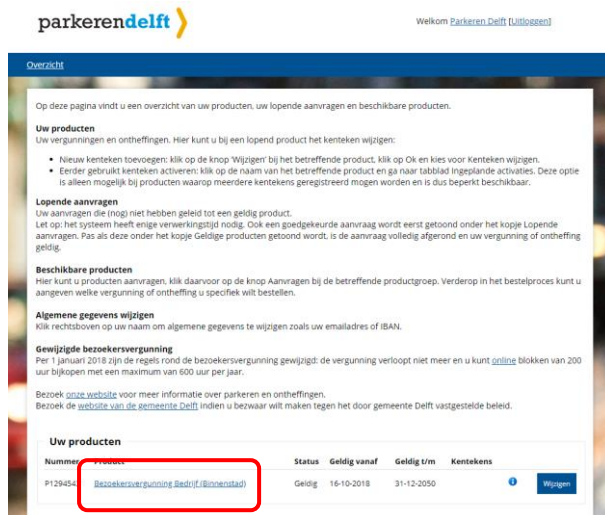 parkerendelft
Welkom Parkeren Delft [Uitloggen]
Overzicht
Op deze pagina vindt u een overzicht van uw producten, uw lopende aanvragen en beschikbare producten.
Uw producten
Uw vergunningen en ontheffingen. Hier kunt u bij een lopend product het kenteken wijzigen:
• Nieuw kenteken toevoegen: klik op de knop 'Wijzigen' bij het betreffende product, klik op Ok en kies voor Kenteken wijzigen.
• Eerder gebruikt kenteken activeren: klik op de naam van het betreffende product en ga naar tabblad Ingeplande activaties. Deze optie
is alleen mogelijk bij producten waarop meerdere kentekens geregistreerd mogen worden en is dus beperkt beschikbaar.
Lopende aanvragen
Uw aanvragen die (nog) niet hebben geleid tot een geldig product.
Let op: het systeem heeft enige verwerkingstijd nodig. Ook een goedgekeurde aanvraag wordt eerst getoond onder het kopje Lopende
aanvragen. Pas als deze onder het kopje Geldige producten getoond wordt, is de aanvraag volledig afgerond en uw vergunning of ontheffing
geldig.
Beschikbare producten
Hier kunt u producten aanvragen, klik daarvoor op de knop Aanvragen bij de betreffende productgroep. Verderop in het bestelproces kunt u
aangeven welke vergunning of ontheffing u specifiek wilt bestellen.
Algemene gegevens wijzigen
Klik rechtsboven op uw naam om algemene gegevens te wijzigen zoals uw emailadres of IBAN.
Gewijzigde bezoekersvergunning
Per 1 januari 2018 zijn de regels rond de bezoekersvergunning gewijzigd: de vergunning verloopt niet meer en u kunt online blokken van 200
uur bijkopen met een maximum van 600 uur per jaar.
Bezoek onze website voor meer informatie over parkeren en ontheffingen.
Bezoek de website van de gemeente Delft indien u bezwaar wilt maken tegen het door gemeente Delft vastgestelde beleid.
Uw producten
Nummer Product Status Geldig vanaf Geldig t/m Kentekens
P129454 Bezoekersvergunning Bedrijf (Binnenstad) Geldig 16-10-2018 31-12-2050 Wijzigen